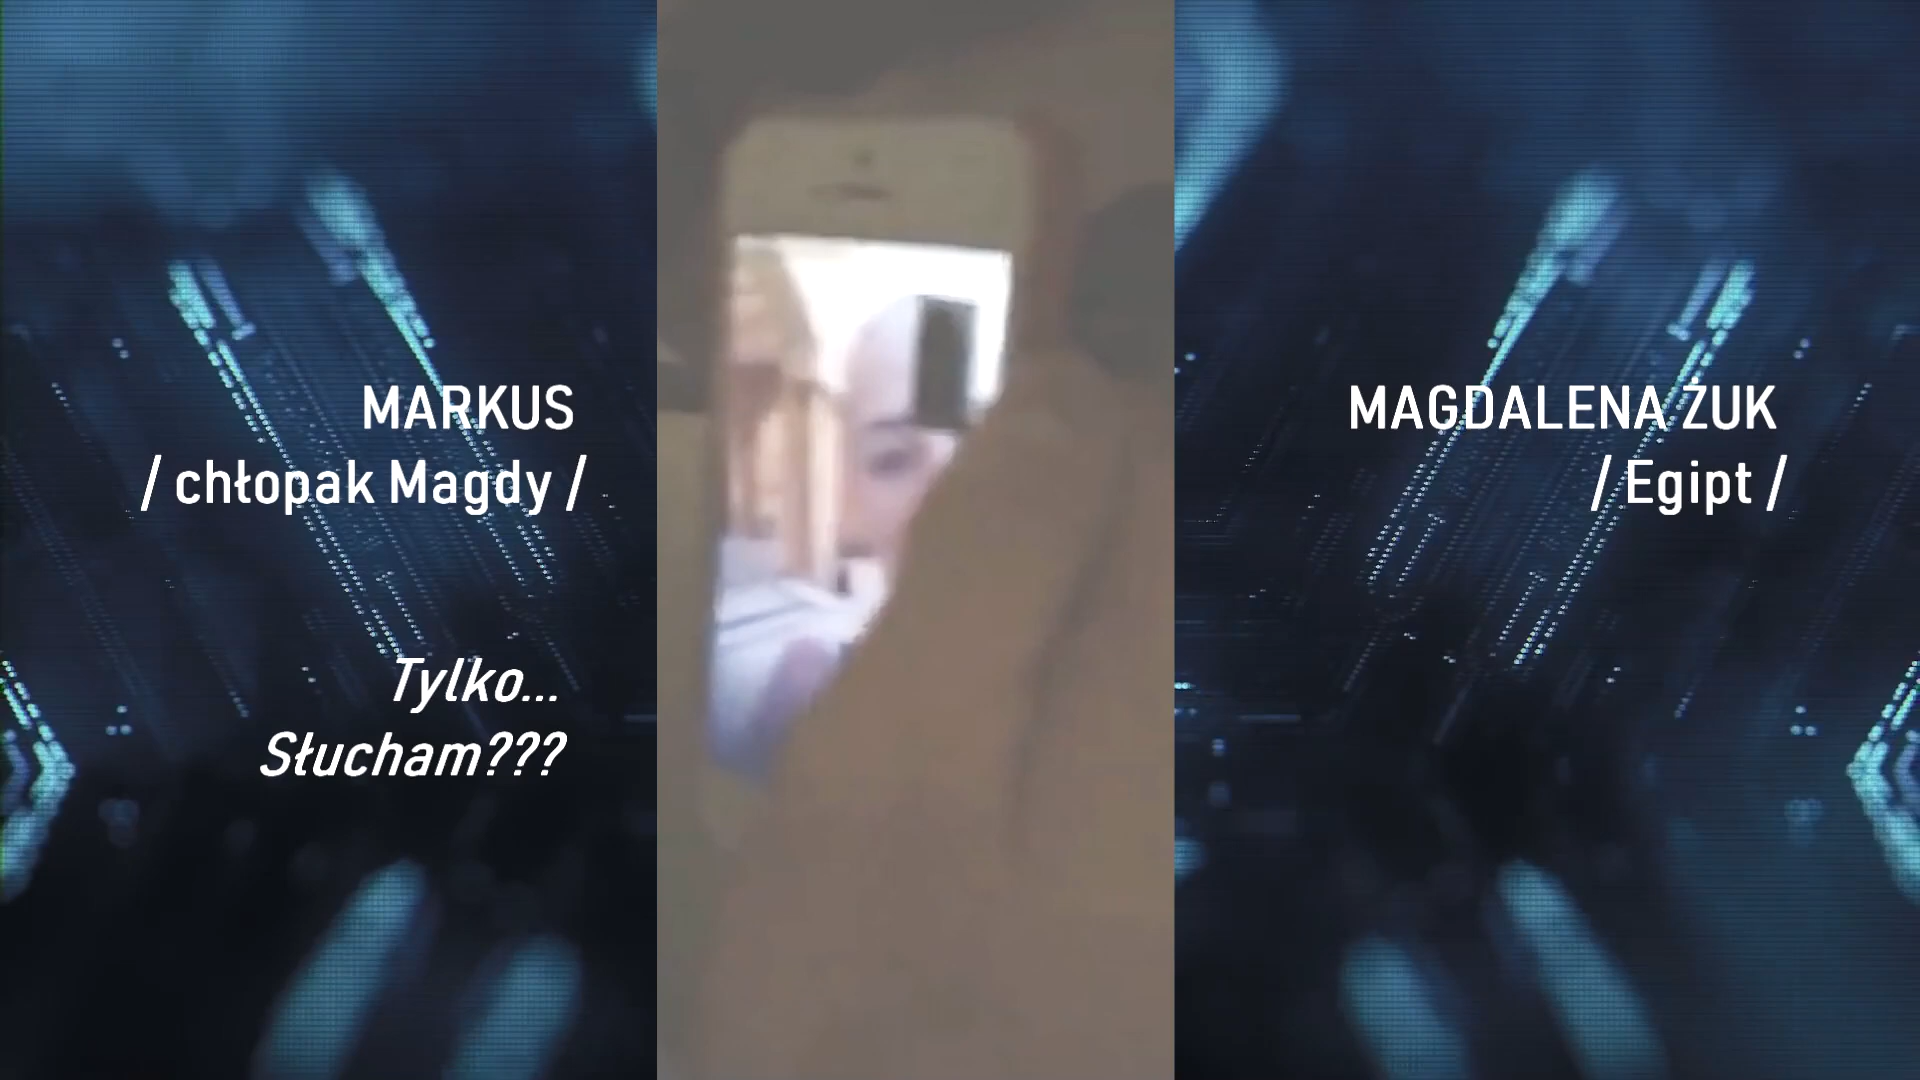 MARKUS
/ chłopak Magdy /
Tylko...
Słucham???
MAGDALENA ŻUK
/ Egipt /